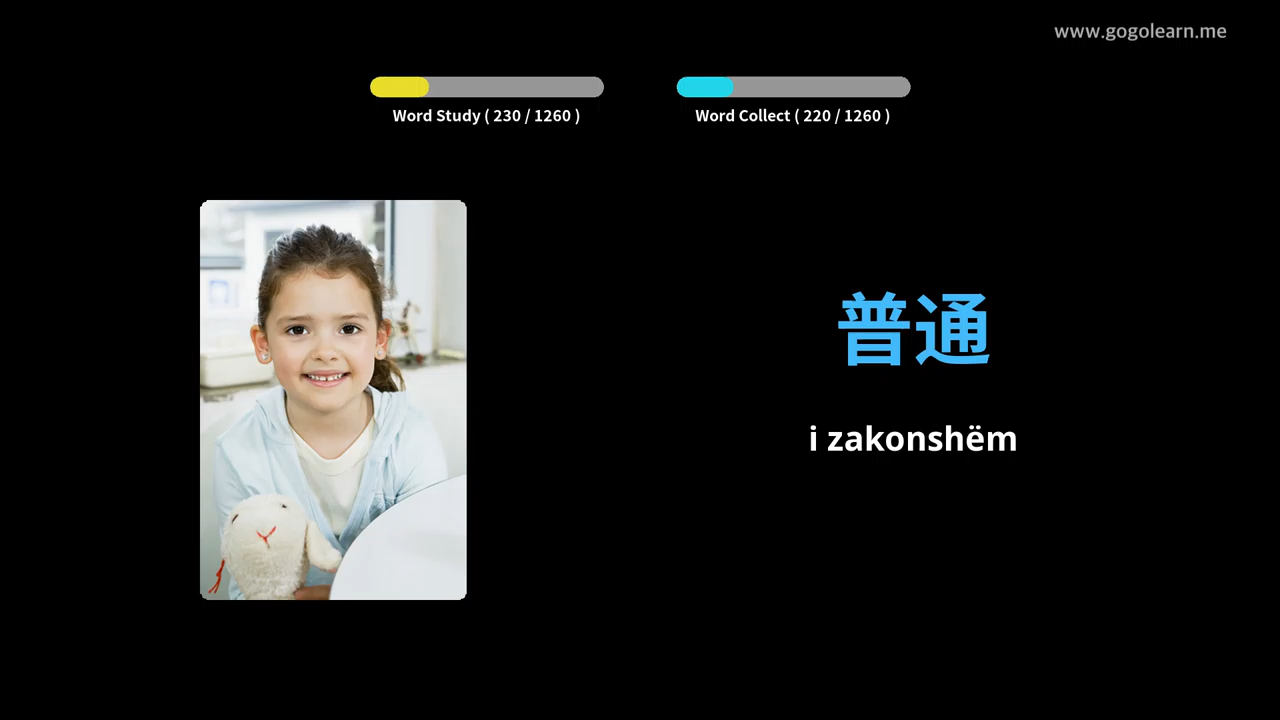 www.gogolearn.me
Word Study ( 230 / 1260 )
Word Collect ( 220 / 1260 )
普通
i zakonshëm